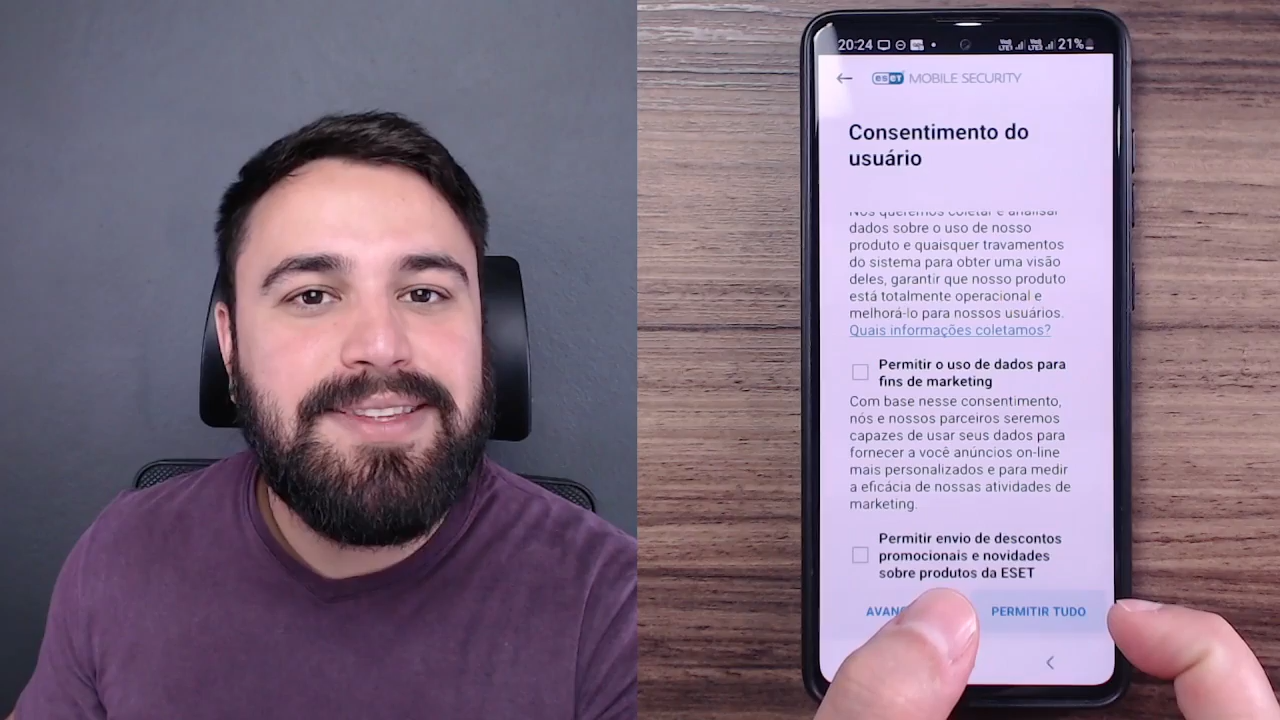 20:24
21%
eset MOBILE SECURITY
Consentimento do
usuário
Nós queremos coletar e analisar
dados sobre o uso de nosso
produto e quaisquer travamentos
do sistema para obter uma visão
deles, garantir que nosso produto
está totalmente operacional e
melhorá-lo para nossos usuários.
Quais informações coletamos?
Permitir o uso de dados para
fins de marketing
Com base nesse consentimento,
nós e nossos parceiros seremos
capazes de usar seus dados para
fornecer a você anúncios on-line
mais personalizados e para medir
a eficácia de nossas atividades de
marketing.
Permitir envio de descontos
promocionais e novidades
sobre produtos da ESET
PERMITIR TUDO